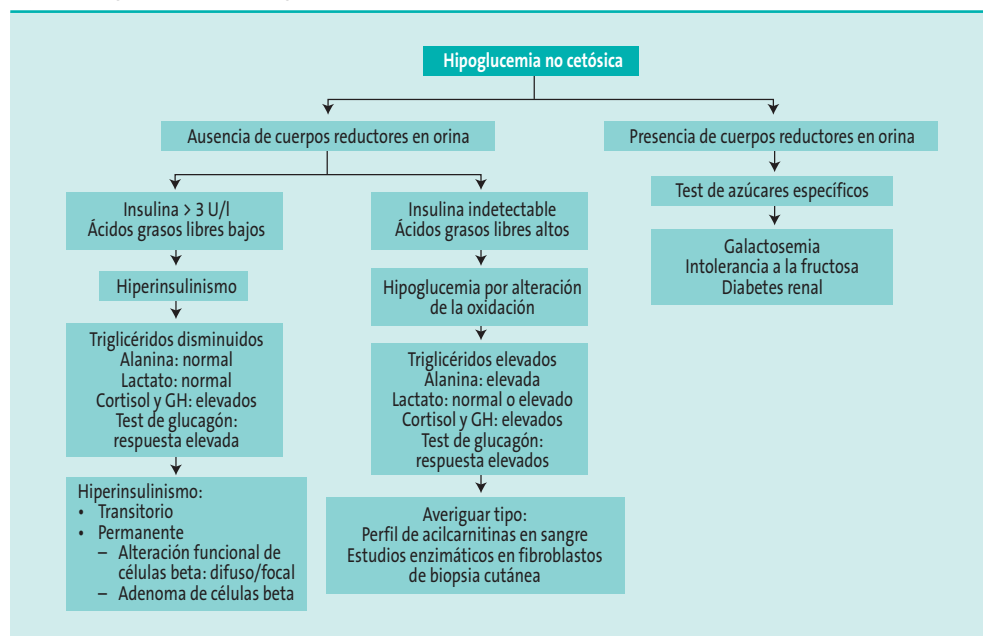 Hipoglucemia no cetósica
Ausencia de cuerpos reductores en orina
Presencia de cuerpos reductores en orina
Insulina > 3 U/l
Ácidos grasos libres bajos
Hiperinsulinismo
Triglicéridos disminuidos
Alanina: normal
Lactato: normal
Cortisol y GH: elevados
Test de glucagón:
respuesta elevada
Hiperinsulinismo:
• Transitorio
• Permanente
– Alteración funcional de
células beta: difuso/focal
– Adenoma de células beta
Insulina indetectable
Ácidos grasos libres altos
Hipoglucemia por alteración
de la oxidación
Triglicéridos elevados
Alanina: elevada
Lactato: normal o elevado
Cortisol y GH: elevados
Test de glucagón:
respuesta elevados
Averiguar tipo:
Perfil de acilcarnitinas en sangre
Estudios enzimáticos en fibroblastos
de biopsia cutánea
Test de azúcares específicos
Galactosemia
Intolerancia a la fructosa
Diabetes renal